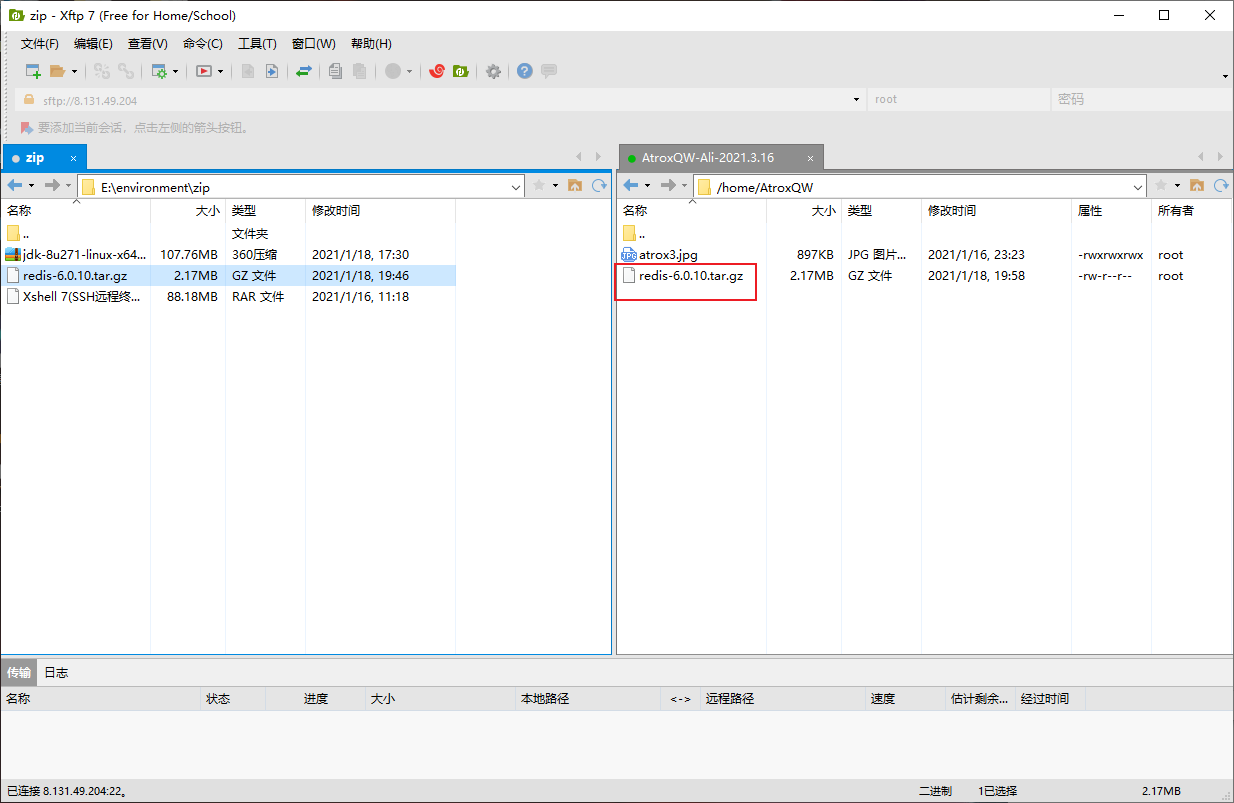 zip - Xftp 7 (Free for Home/School)
文件(F) 编辑(E) 查看(V) 命令(C) 工具(T) 窗口(W) 帮助(H)
sftp://8.131.49.204 root 密码
要添加当前会话，点击左侧的箭头按钮。
zip × AtroxQW-Ali-2021.3.16 ×
E:\environment\zip /home/AtroxQW
名称 大小 类型 修改时间 名称 大小 类型 修改时间 属性 所有者
.. 文件夹 ..
jdk-8u271-linux-x64... 107.76MB 360压缩 2021/1/18, 17:30 atrox3.jpg 897KB JPG 图片... 2021/1/16, 23:23 -rwxrwxrwx root
redis-6.0.10.tar.gz 2.17MB GZ 文件 2021/1/18, 19:46 redis-6.0.10.tar.gz 2.17MB GZ 文件 2021/1/18, 19:58 -rw-r--r-- root
Xshell 7(SSH远程终... 88.18MB RAR 文件 2021/1/16, 11:18
传输 日志
名称 状态 进度 大小 本地路径 <-> 远程路径 速度 估计剩余... 经过时间
已连接 8.131.49.204:22。 二进制 1已选择 2.17MB